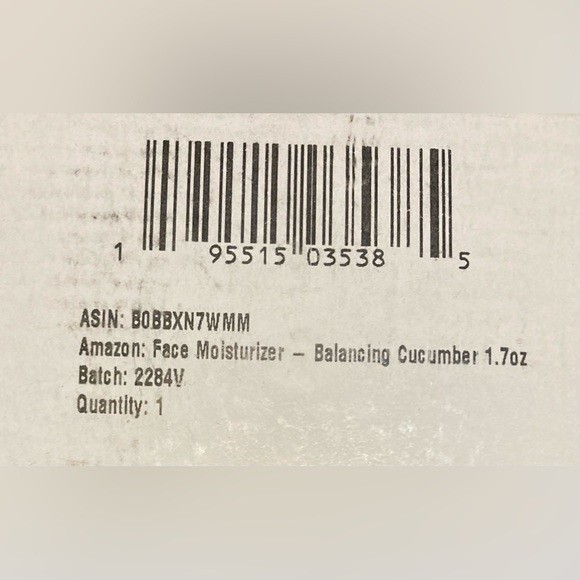 1 95515 03538 5
ASIN: B0BBXN7WMM
Amazon: Face Moisturizer – Balancing Cucumber 1.7oz
Batch: 2284V
Quantity: 1